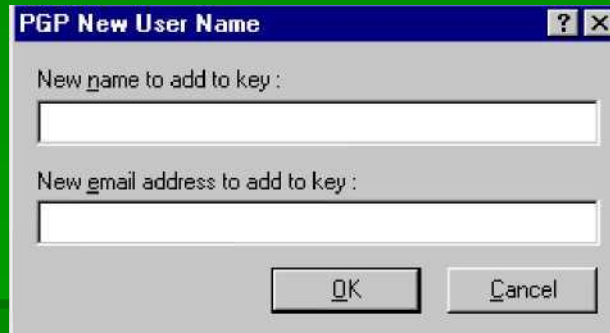 PGP New User Name
New name to add to key :
New email address to add to key :
OK
Cancel